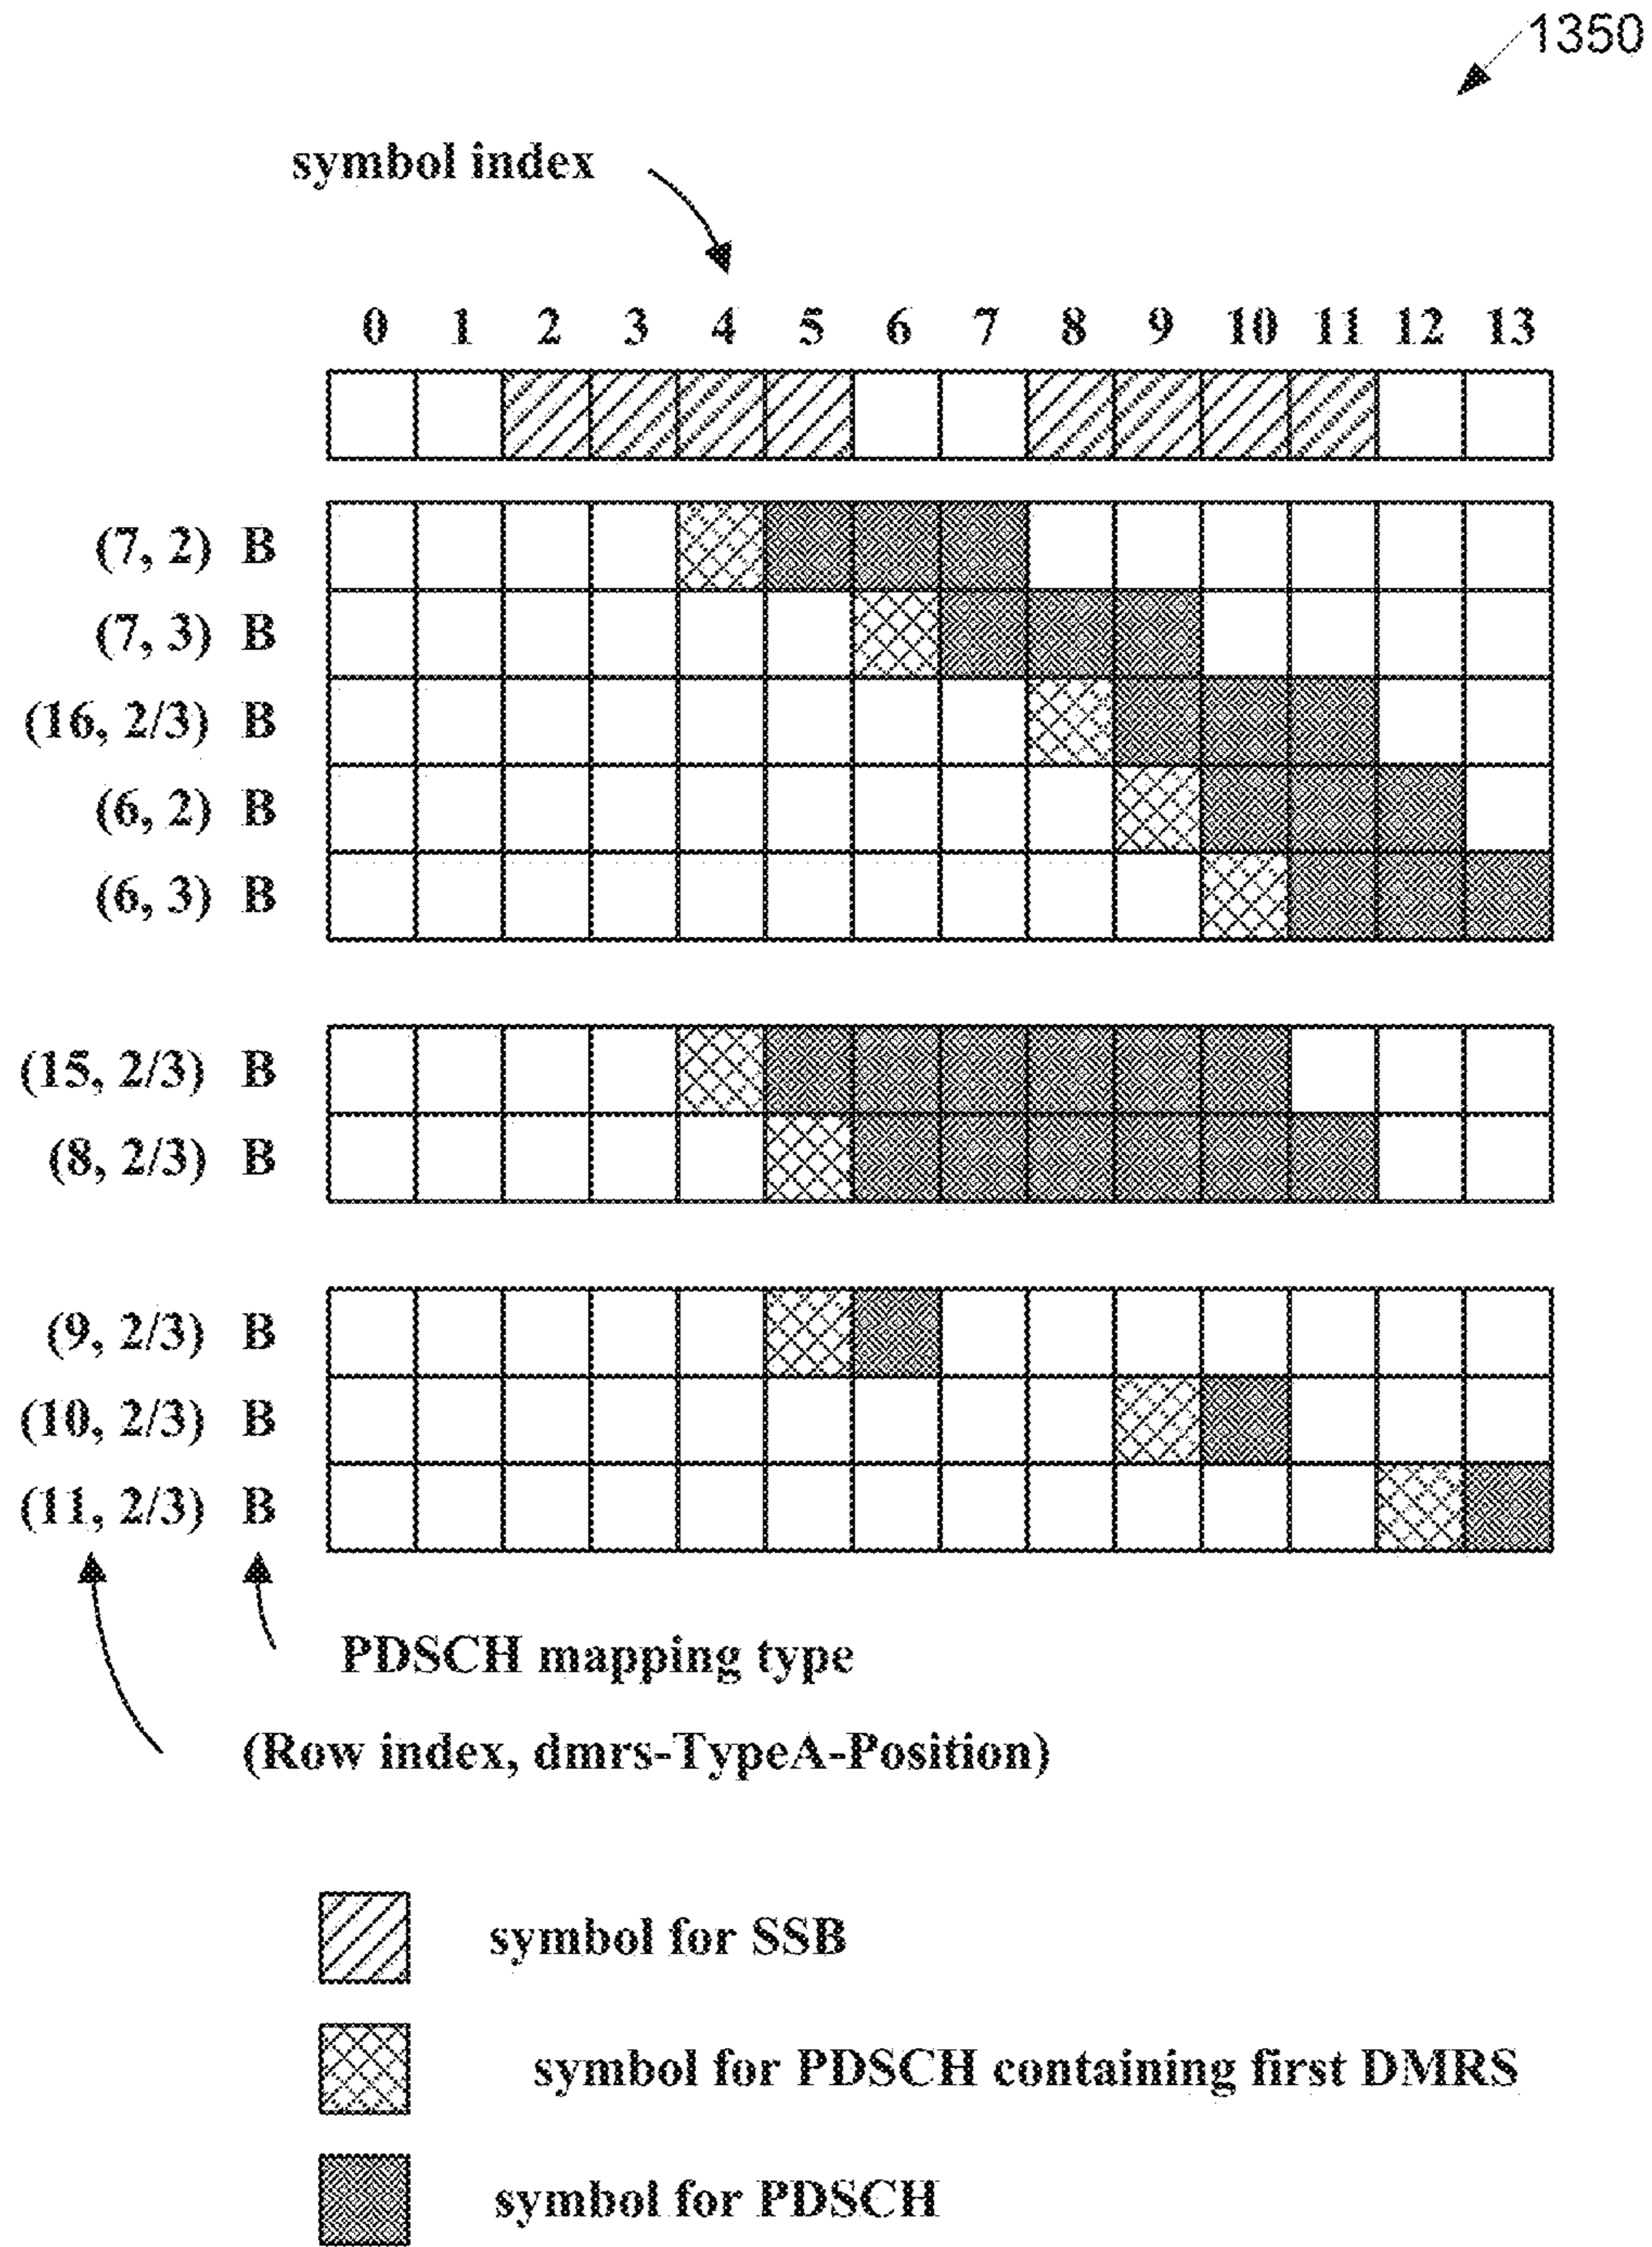 1350
symbol index
0 1 2 3 4 5 6 7 8 9 10 11 12 13
(7, 2) B
(7, 3) B
(16, 2/3) B
(6, 2) B
(6, 3) B
(15, 2/3) B
(8, 2/3) B
(9, 2/3) B
(10, 2/3) B
(11, 2/3) B
PDSCH mapping type
(Row index, dmrs-TypeA-Position)
symbol for SSB
symbol for PDSCH containing first DMRS
symbol for PDSCH